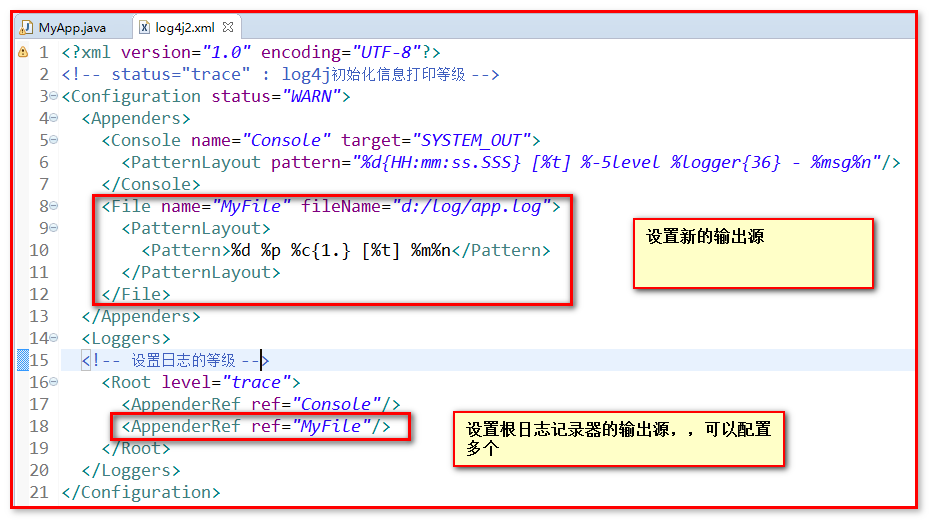 MyApp.java log4j2.xml
1 <?xml version="1.0" encoding="UTF-8"?>
2 <!-- status="trace" : log4j初始化信息打印等级 -->
3 <Configuration status="WARN">
4 <Appenders>
5 <Console name="Console" target="SYSTEM_OUT">
6 <PatternLayout pattern="%d{HH:mm:ss.SSS} [%t] %-5level %logger{36} - %msg%n"/>
7 </Console>
8 <File name="MyFile" fileName="d:/log/app.log">
9 <PatternLayout>
10 <Pattern>%d %p %c{1.} [%t] %m%n</Pattern>
11 </PatternLayout>
12 </File>
13 </Appenders>
14 <Loggers>
15 <!-- 设置日志的等级 -->
16 <Root level="trace">
17 <AppenderRef ref="Console"/>
18 <AppenderRef ref="MyFile"/>
19 </Root>
20 </Loggers>
21 </Configuration>
设置新的输出源
设置根日志记录器的输出源，，可以配置
多个